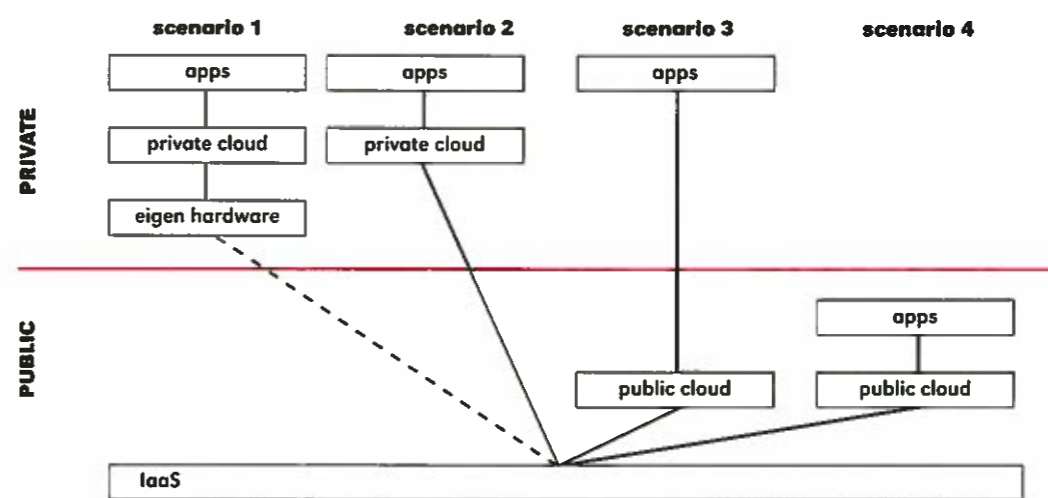 scenario 1
scenario 2
scenario 3
scenario 4
PRIVATE
apps
apps
apps
private cloud
private cloud
eigen hardware
PUBLIC
apps
public cloud
public cloud
IaaS